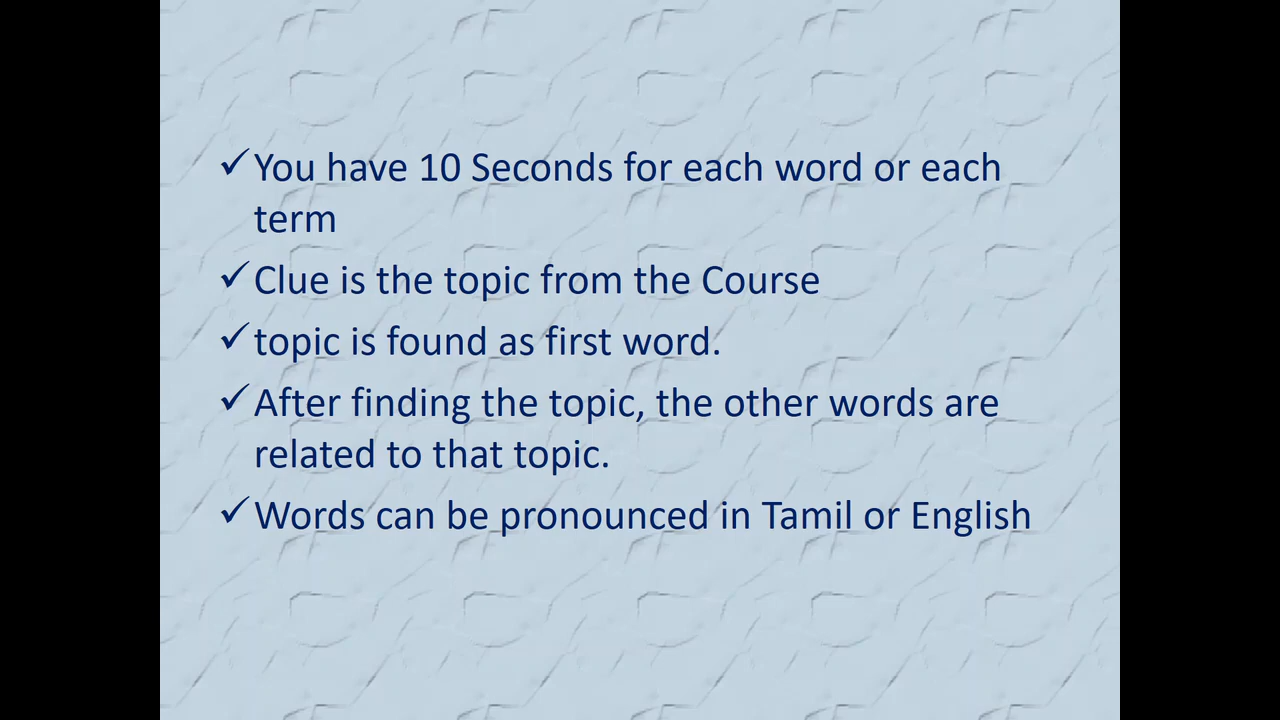 ✓You have 10 Seconds for each word or each
term
✓Clue is the topic from the Course
✓topic is found as first word.
✓After finding the topic, the other words are
related to that topic.
✓Words can be pronounced in Tamil or English